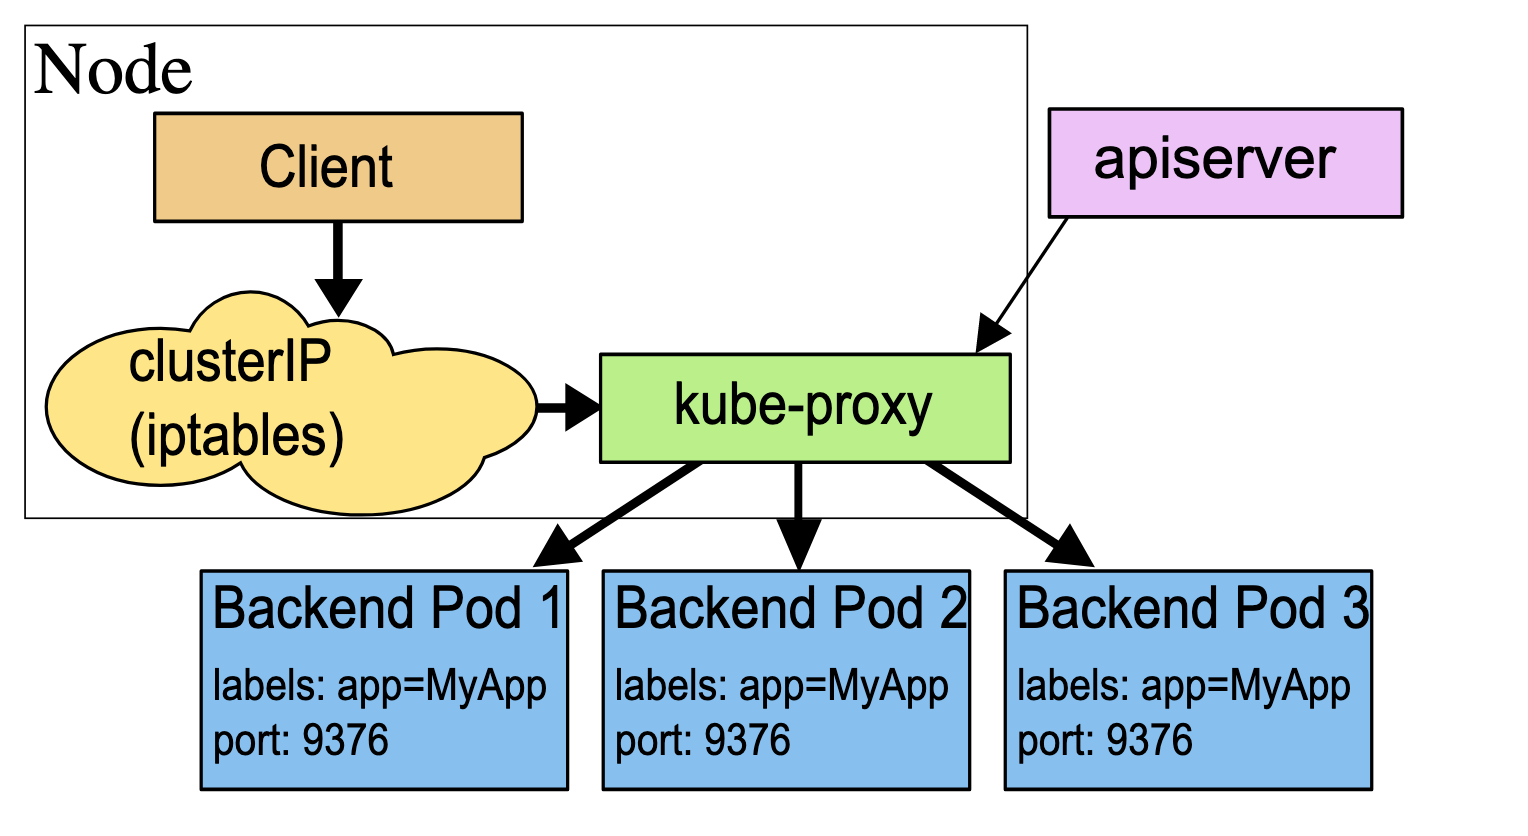 Node
Client
apiserver
clusterIP
(iptables)
kube-proxy
Backend Pod 1
labels: app=MyApp
port: 9376
Backend Pod 2
labels: app=MyApp
port: 9376
Backend Pod 3
labels: app=MyApp
port: 9376